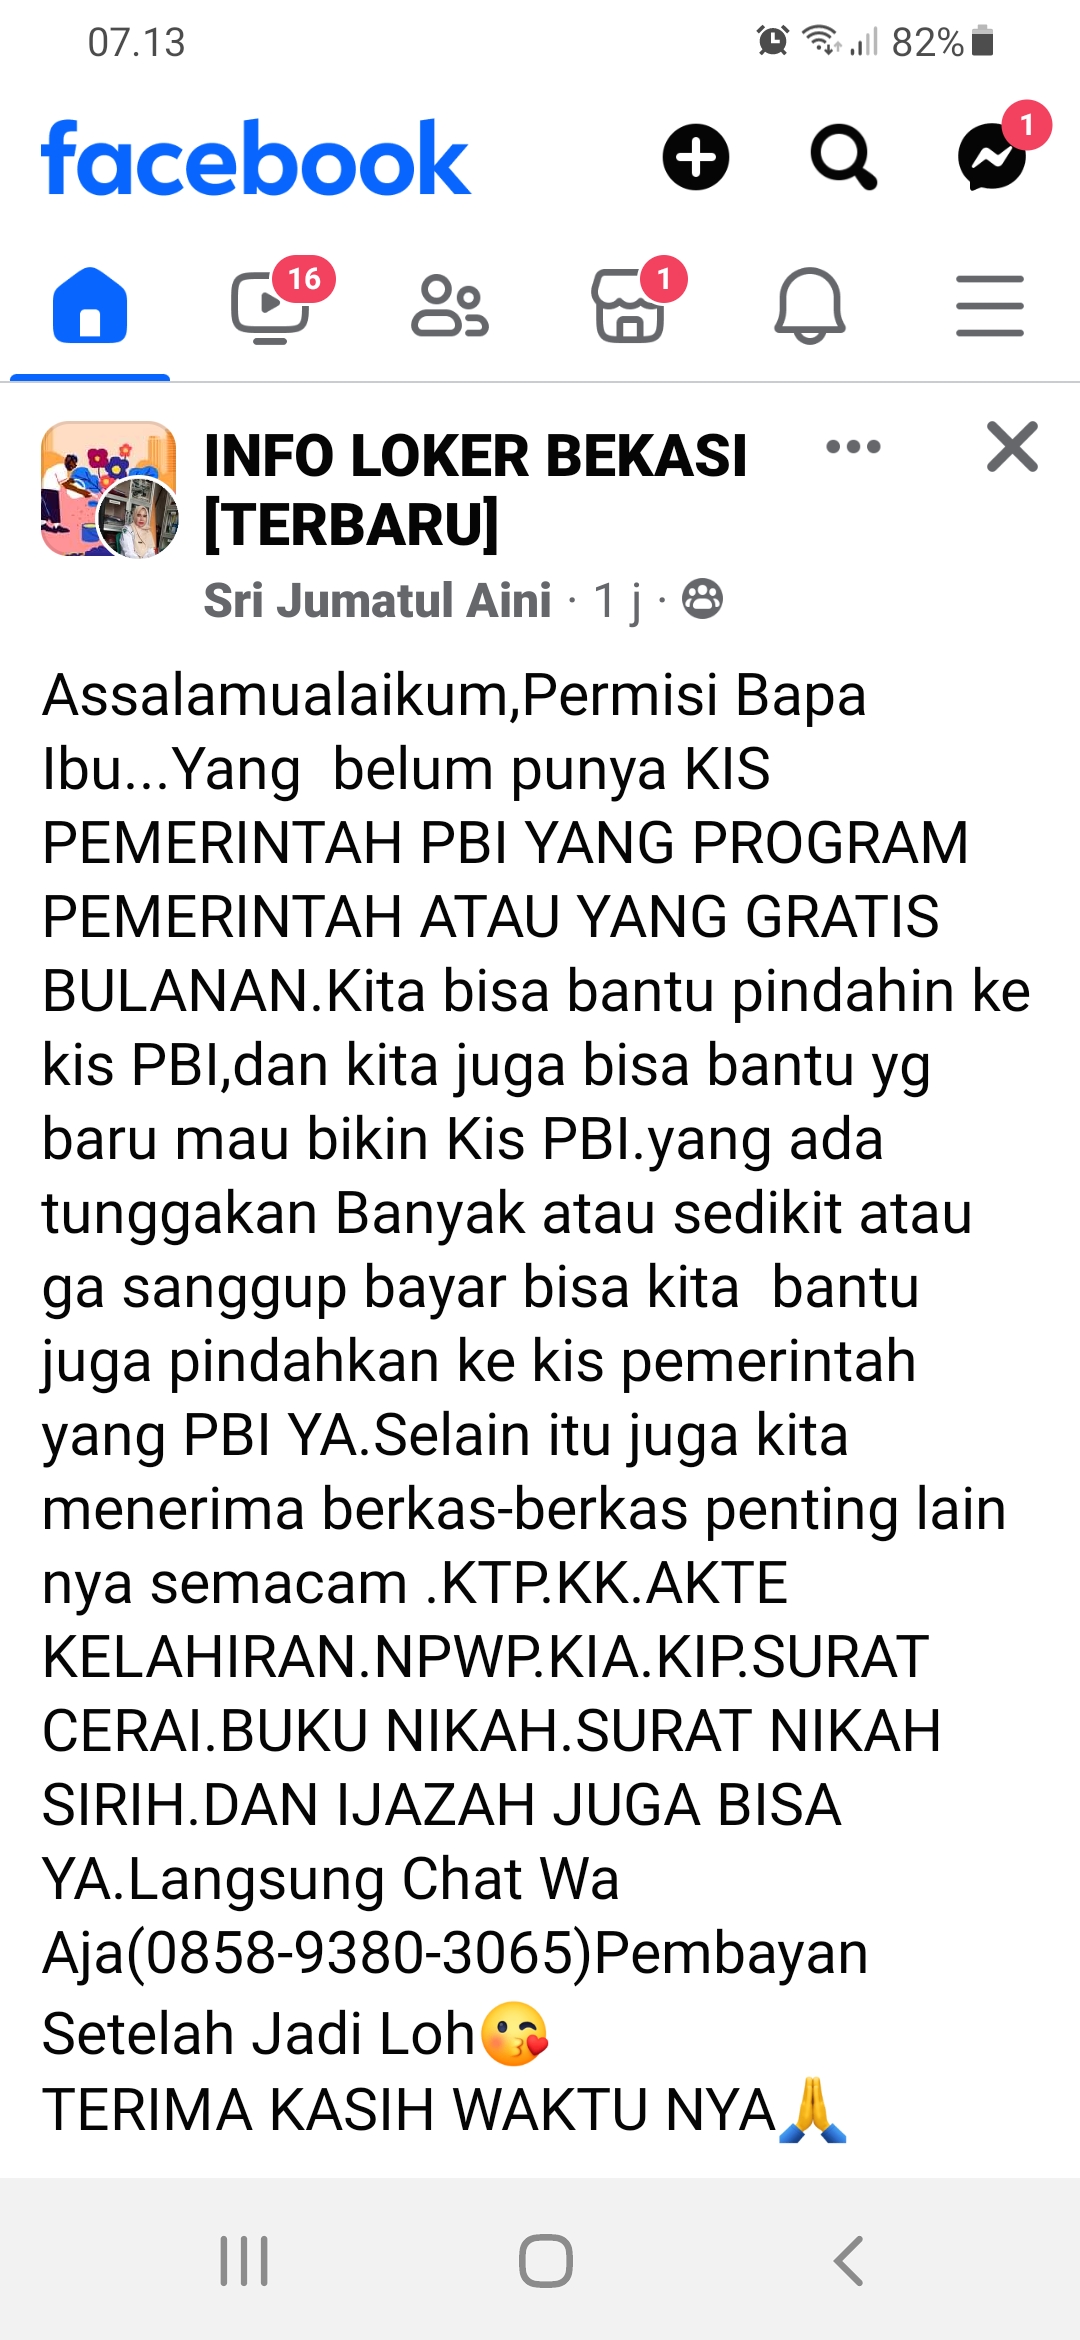 07.13
82%
facebook
1
16
1
INFO LOKER BEKASI
[TERBARU]
Sri Jumatul Aini · 1 j ·
Assalamualaikum,Permisi Bapa
Ibu...Yang  belum punya KIS
PEMERINTAH PBI YANG PROGRAM
PEMERINTAH ATAU YANG GRATIS
BULANAN.Kita bisa bantu pindahin ke
kis PBI,dan kita juga bisa bantu yg
baru mau bikin Kis PBI.yang ada
tunggakan Banyak atau sedikit atau
ga sanggup bayar bisa kita  bantu
juga pindahkan ke kis pemerintah
yang PBI YA.Selain itu juga kita
menerima berkas-berkas penting lain
nya semacam .KTP.KK.AKTE
KELAHIRAN.NPWP.KIA.KIP.SURAT
CERAI.BUKU NIKAH.SURAT NIKAH
SIRIH.DAN IJAZAH JUGA BISA
YA.Langsung Chat Wa
Aja(0858-9380-3065)Pembayan
Setelah Jadi Loh😘
TERIMA KASIH WAKTU NYA🙏